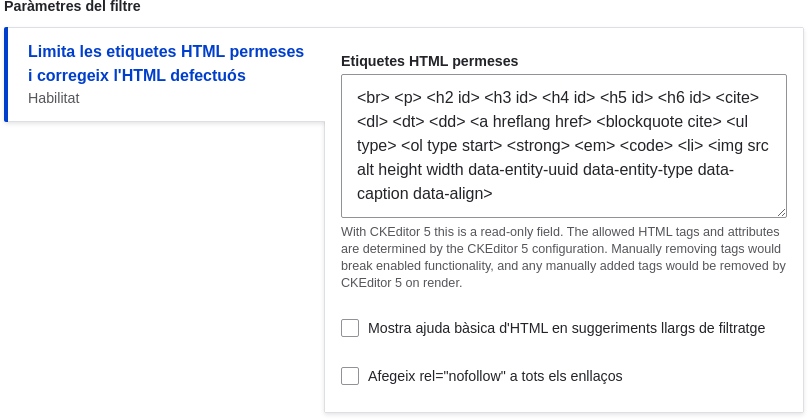 Paràmetres del filtre
Limita les etiquetes HTML permeses
i corregeix l'HTML defectuós
Habilitat
Etiquetes HTML permeses
<br> <p> <h2 id> <h3 id> <h4 id> <h5 id> <h6 id> <cite>
<dl> <dt> <dd> <a hreflang href> <blockquote cite> <ul
type> <ol type start> <strong> <em> <code> <li> <img src
alt height width data-entity-uuid data-entity-type data-
caption data-align>
With CKEditor 5 this is a read-only field. The allowed HTML tags and attributes
are determined by the CKEditor 5 configuration. Manually removing tags would
break enabled functionality, and any manually added tags would be removed by
CKEditor 5 on render.
Mostra ajuda bàsica d'HTML en suggeriments llargs de filtratge
Afegeix rel="nofollow" a tots els enllaços